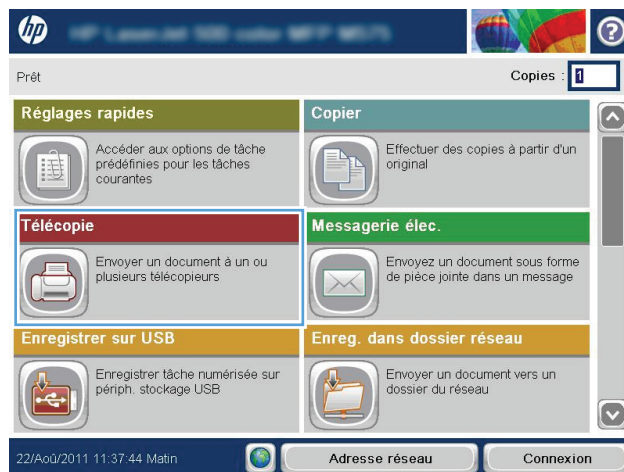 hp
Prêt
Copies : 1
Réglages rapides
Accéder aux options de tâche
prédéfinies pour les tâches
courantes
Copier
Effectuer des copies à partir d'un
original
Télécopie
Envoyer un document à un ou
plusieurs télécopieurs
Messagerie élec.
Envoyez un document sous forme
de pièce jointe dans un message
Enregistrer sur USB
Enregistrer tâche numérisée sur
périph. stockage USB
Enreg. dans dossier réseau
Envoyer un document vers un
dossier du réseau
22/Aoû/2011 11:37:44 Matin
Adresse réseau
Connexion